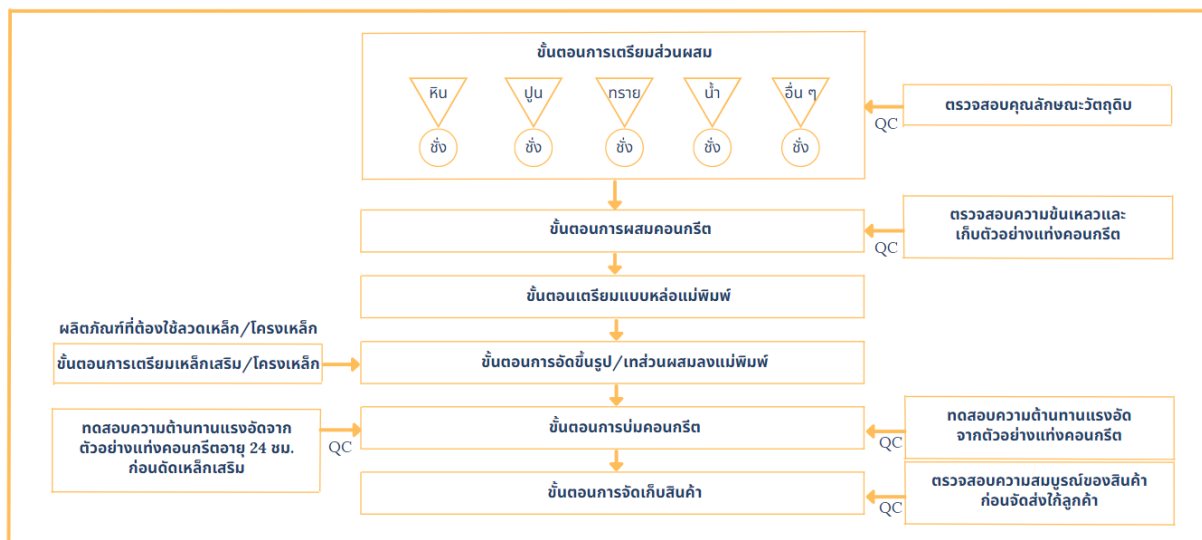 ขั้นตอนการเตรียมส่วนผสม
หิน
ปูน
ทราย
น้ำ
อื่น ๆ
ชั่ง
ชั่ง
ชั่ง
ชั่ง
ชั่ง
QC
ตรวจสอบคุณลักษณะวัตถุดิบ
ขั้นตอนการผสมคอนกรีต
QC
ตรวจสอบความข้นเหลวและ
เก็บตัวอย่างแท่งคอนกรีต
ขั้นตอนเตรียมแบบหล่อแม่พิมพ์
ผลิตภัณฑ์ที่ต้องใช้ลวดเหล็ก/โครงเหล็ก
ขั้นตอนการเตรียมเหล็กเสริม/โครงเหล็ก
ขั้นตอนการอัดขึ้นรูป/เทส่วนผสมลงแม่พิมพ์
ทดสอบความต้านทานแรงอัดจาก
ตัวอย่างแท่งคอนกรีตอายุ 24 ชม.
ก่อนดัดเหล็กเสริม
QC
ขั้นตอนการบ่มคอนกรีต
QC
ทดสอบความต้านทานแรงอัด
จากตัวอย่างแท่งคอนกรีต
ขั้นตอนการจัดเก็บสินค้า
QC
ตรวจสอบความสมบูรณ์ของสินค้า
ก่อนจัดส่งให้ลูกค้า